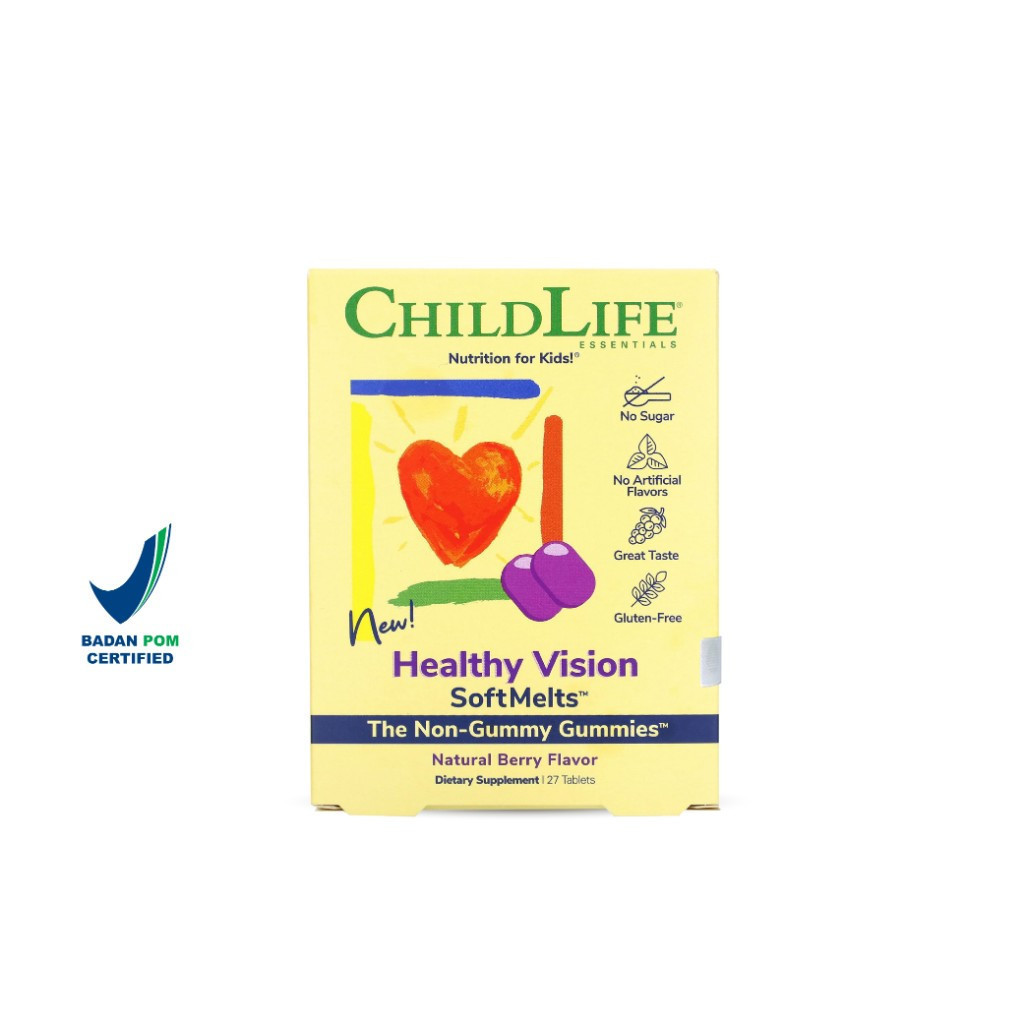 CHILDLIFE®
ESSENTIALS
Nutrition for Kids!®
No Sugar
No Artificial
Flavors
Great Taste
Gluten-Free
New!
Healthy Vision
SoftMelts™
The Non-Gummy Gummies™
Natural Berry Flavor
Dietary Supplement | 27 Tablets
BADAN POM
CERTIFIED